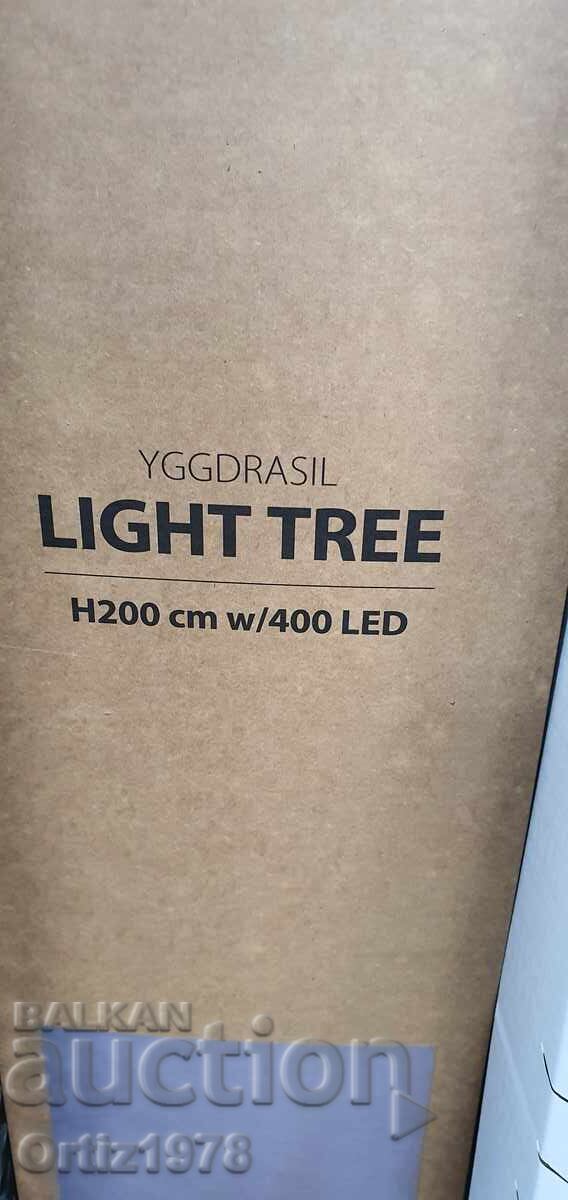 YGGDRASIL
LIGHT TREE
H200 cm w/400 LED
BALKAN
auction
Ortiz1978